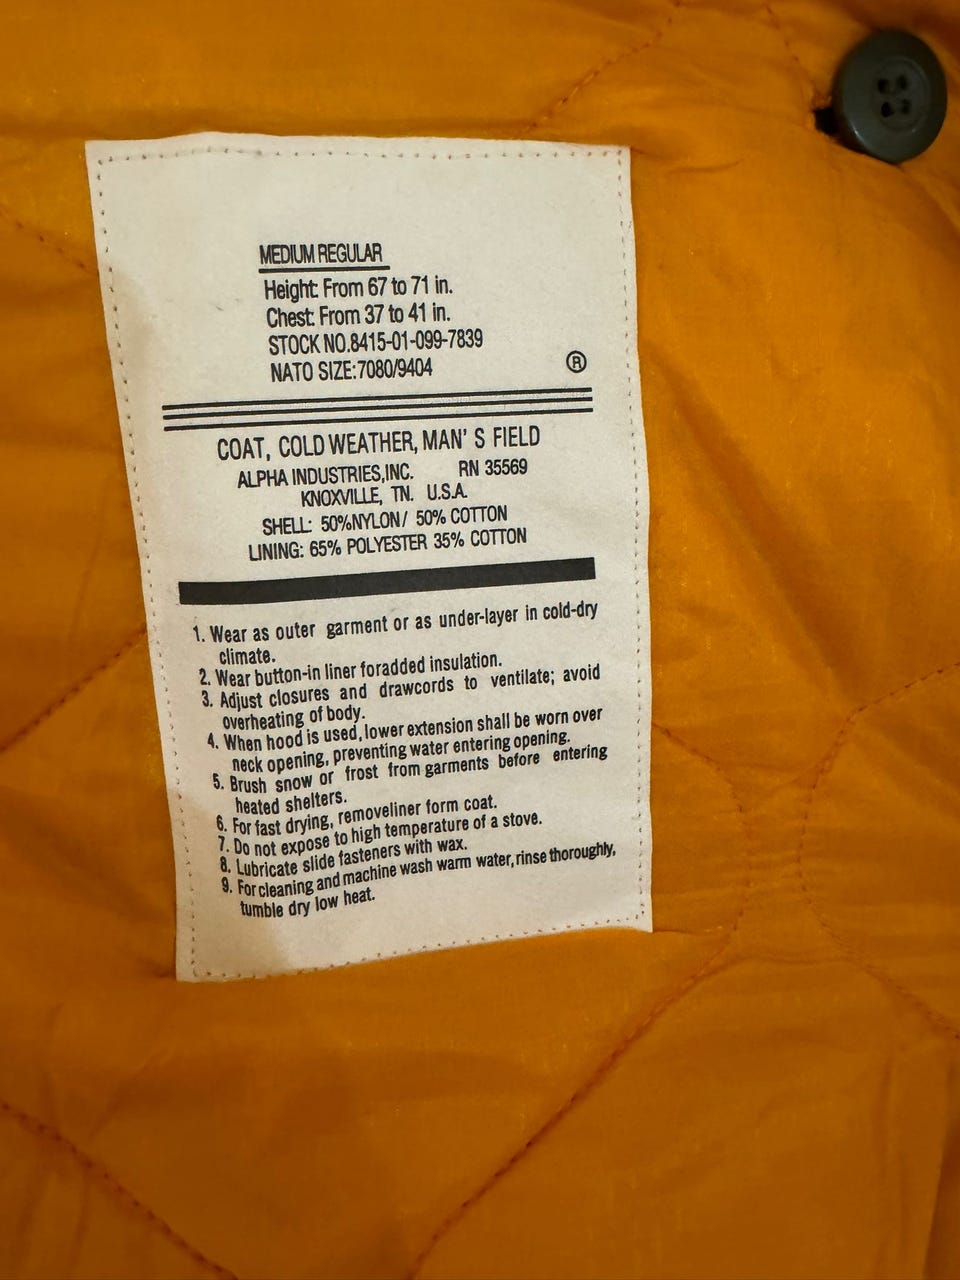 MEDIUM REGULAR
Height: From 67 to 71 in.
Chest: From 37 to 41 in.
STOCK NO.8415-01-099-7839
NATO SIZE:7080/9404
®
COAT, COLD WEATHER, MAN' S FIELD
ALPHA INDUSTRIES,INC. RN 35569
KNOXVILLE, TN. U.S.A.
SHELL: 50%NYLON/ 50% COTTON
LINING: 65% POLYESTER 35% COTTON
1. Wear as outer garment or as under-layer in cold-dry
climate.
2. Wear button-in liner foradded insulation.
3. Adjust closures and drawcords to ventilate; avoid
overheating of body.
4. When hood is used, lower extension shall be worn over
neck opening, preventing water entering opening.
5. Brush snow or frost from garments before entering
heated shelters.
6. For fast drying, removeliner form coat.
7. Do not expose to high temperature of a stove.
8. Lubricate slide fasteners with wax.
9. For cleaning and machine wash warm water, rinse thoroughly,
tumble dry low heat.